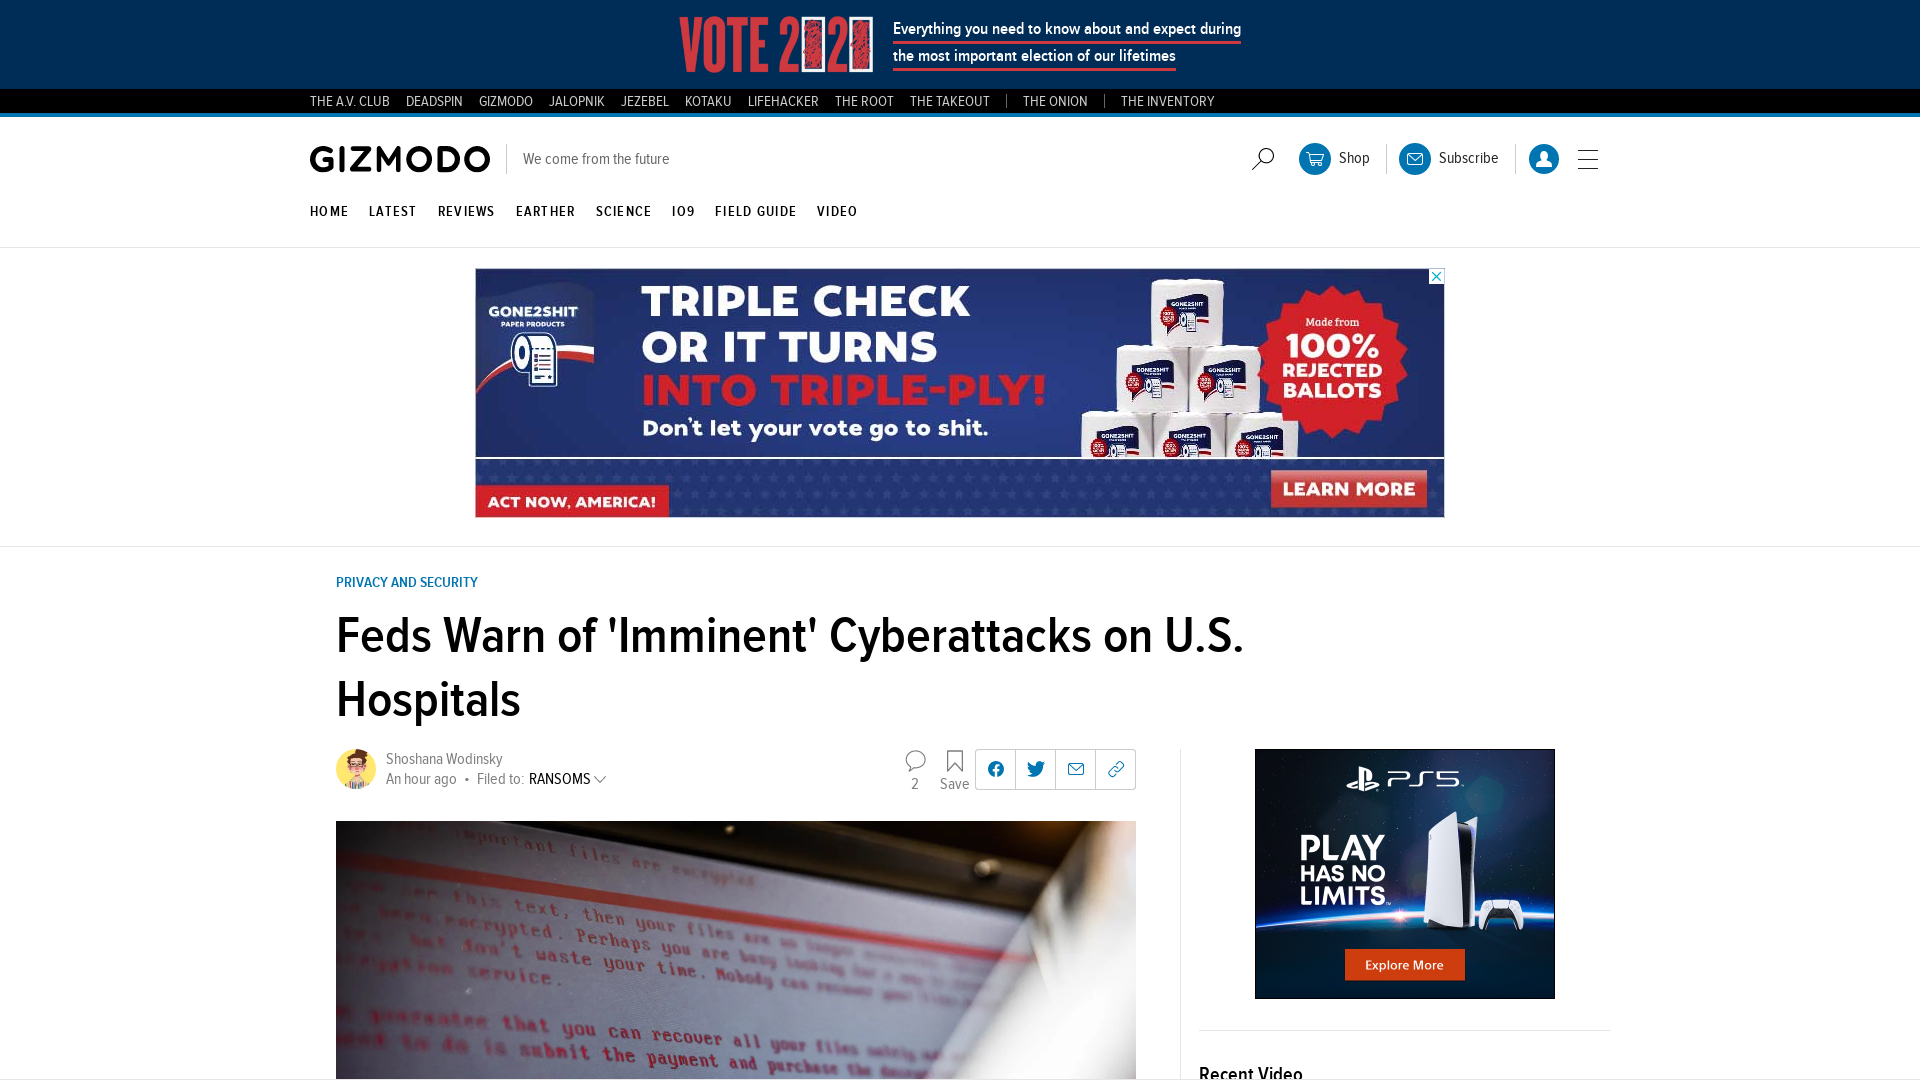 VOTE 2020
Everything you need to know about and expect during
the most important election of our lifetimes
THE A.V. CLUB DEADSPIN GIZMODO JALOPNIK JEZEBEL KOTAKU LIFEHACKER THE ROOT THE TAKEOUT THE ONION THE INVENTORY
GIZMODO
We come from the future
Shop
Subscribe
HOME LATEST REVIEWS EARTHER SCIENCE IO9 FIELD GUIDE VIDEO
GONE2SHIT
PAPER PRODUCTS
TRIPLE CHECK
OR IT TURNS
INTO TRIPLE-PLY!
Don't let your vote go to shit.
GONE2SHIT
GONE2SHIT
GONE2SHIT
GONE2SHIT
GONE2SHIT
GONE2SHIT
Made from
100%
REJECTED
BALLOTS
ACT NOW, AMERICA!
LEARN MORE
PRIVACY AND SECURITY
Feds Warn of 'Imminent' Cyberattacks on U.S.
Hospitals
Shoshana Wodinsky
An hour ago • Filed to: RANSOMS
2
Save
important files are encrypted
see this text, then your files are no longer
been encrypted. Perhaps you are busy looking for a way to
but don't waste your time. Nobody can recover your
service.
guarantee that you can recover all your files safely
to do is submit the payment and purchase the
PS5
PLAY
HAS NO
LIMITS
Explore More
Recent Video